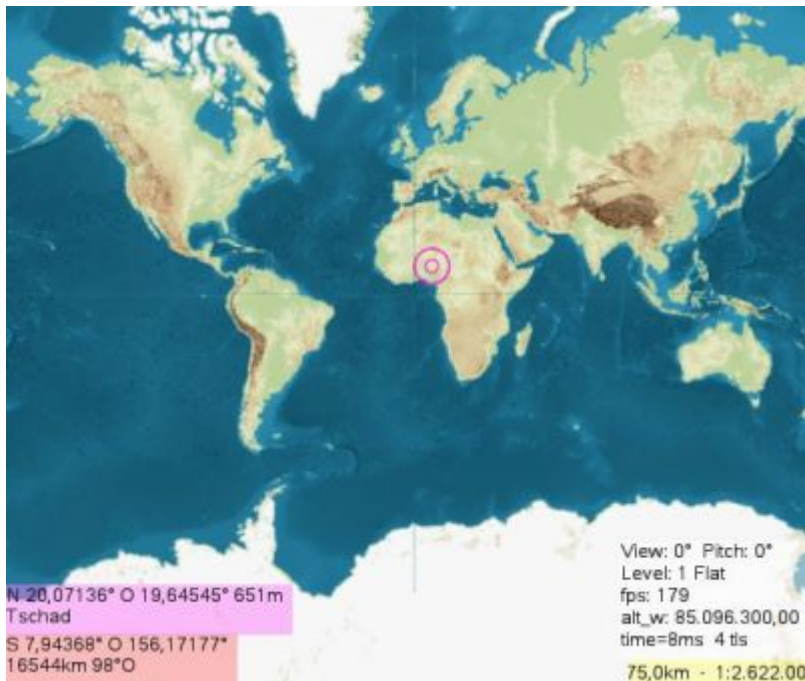 N 20,07136° O 19,64545° 651m
Tschad
S 7,94368° O 156,17177°
16544km 98°O
View: 0° Pitch: 0°
Level: 1 Flat
fps: 179
alt_w: 85.096.300,00
time=8ms 4 tls
75,0km - 1:2.622.00